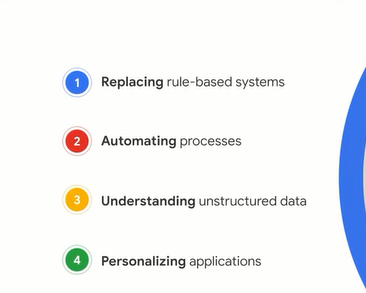 1 Replacing rule-based systems
2 Automating processes
3 Understanding unstructured data
4 Personalizing applications